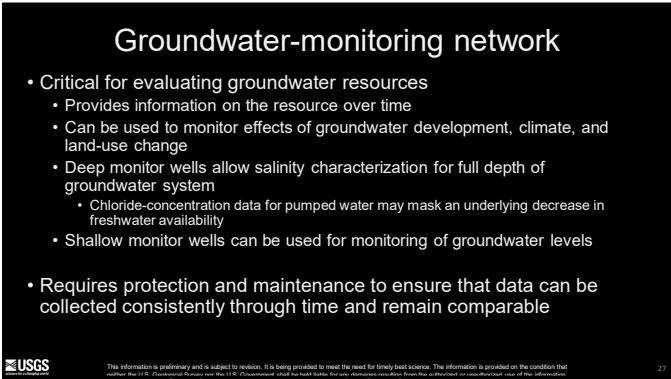 Groundwater-monitoring network
• Critical for evaluating groundwater resources
• Provides information on the resource over time
• Can be used to monitor effects of groundwater development, climate, and
land-use change
• Deep monitor wells allow salinity characterization for full depth of
groundwater system
• Chloride-concentration data for pumped water may mask an underlying decrease in
freshwater availability
• Shallow monitor wells can be used for monitoring of groundwater levels
• Requires protection and maintenance to ensure that data can be
collected consistently through time and remain comparable
USGS
science for a changing world
This information is preliminary and is subject to revision. It is being provided to meet the need for timely best science. The information is provided on the condition that
neither the U.S. Geological Survey nor the U.S. Government shall be held liable for any damages resulting from the authorized or unauthorized use of the information.
27